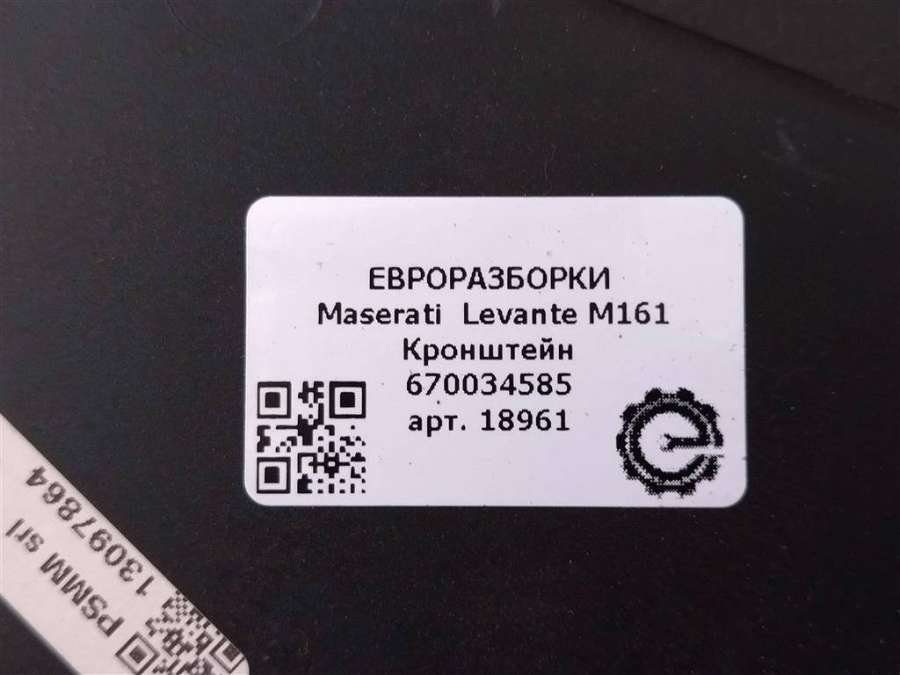 ЕВРОРАЗБОРКИ
Maserati Levante M161
Кронштейн
670034585
арт. 18961
PSMM srl
13097864